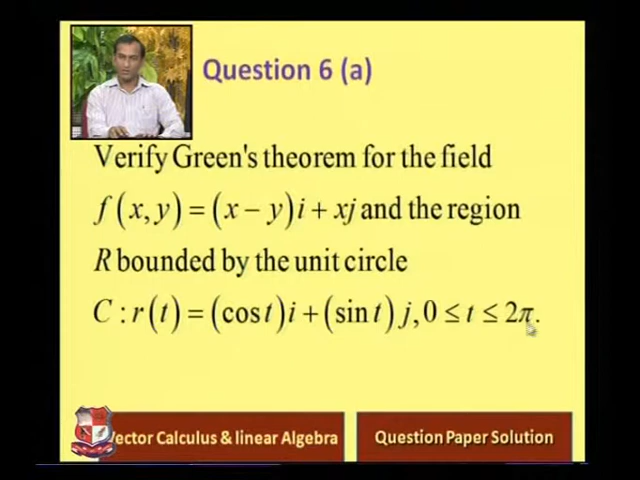 Question 6 (a)
Verify Green's theorem for the field
f(x, y) = (x − y)i + xj and the region
R bounded by the unit circle
C : r(t) = (cos t)i + (sin t) j, 0 ≤ t ≤ 2π.
Vector Calculus & linear Algebra
Question Paper Solution